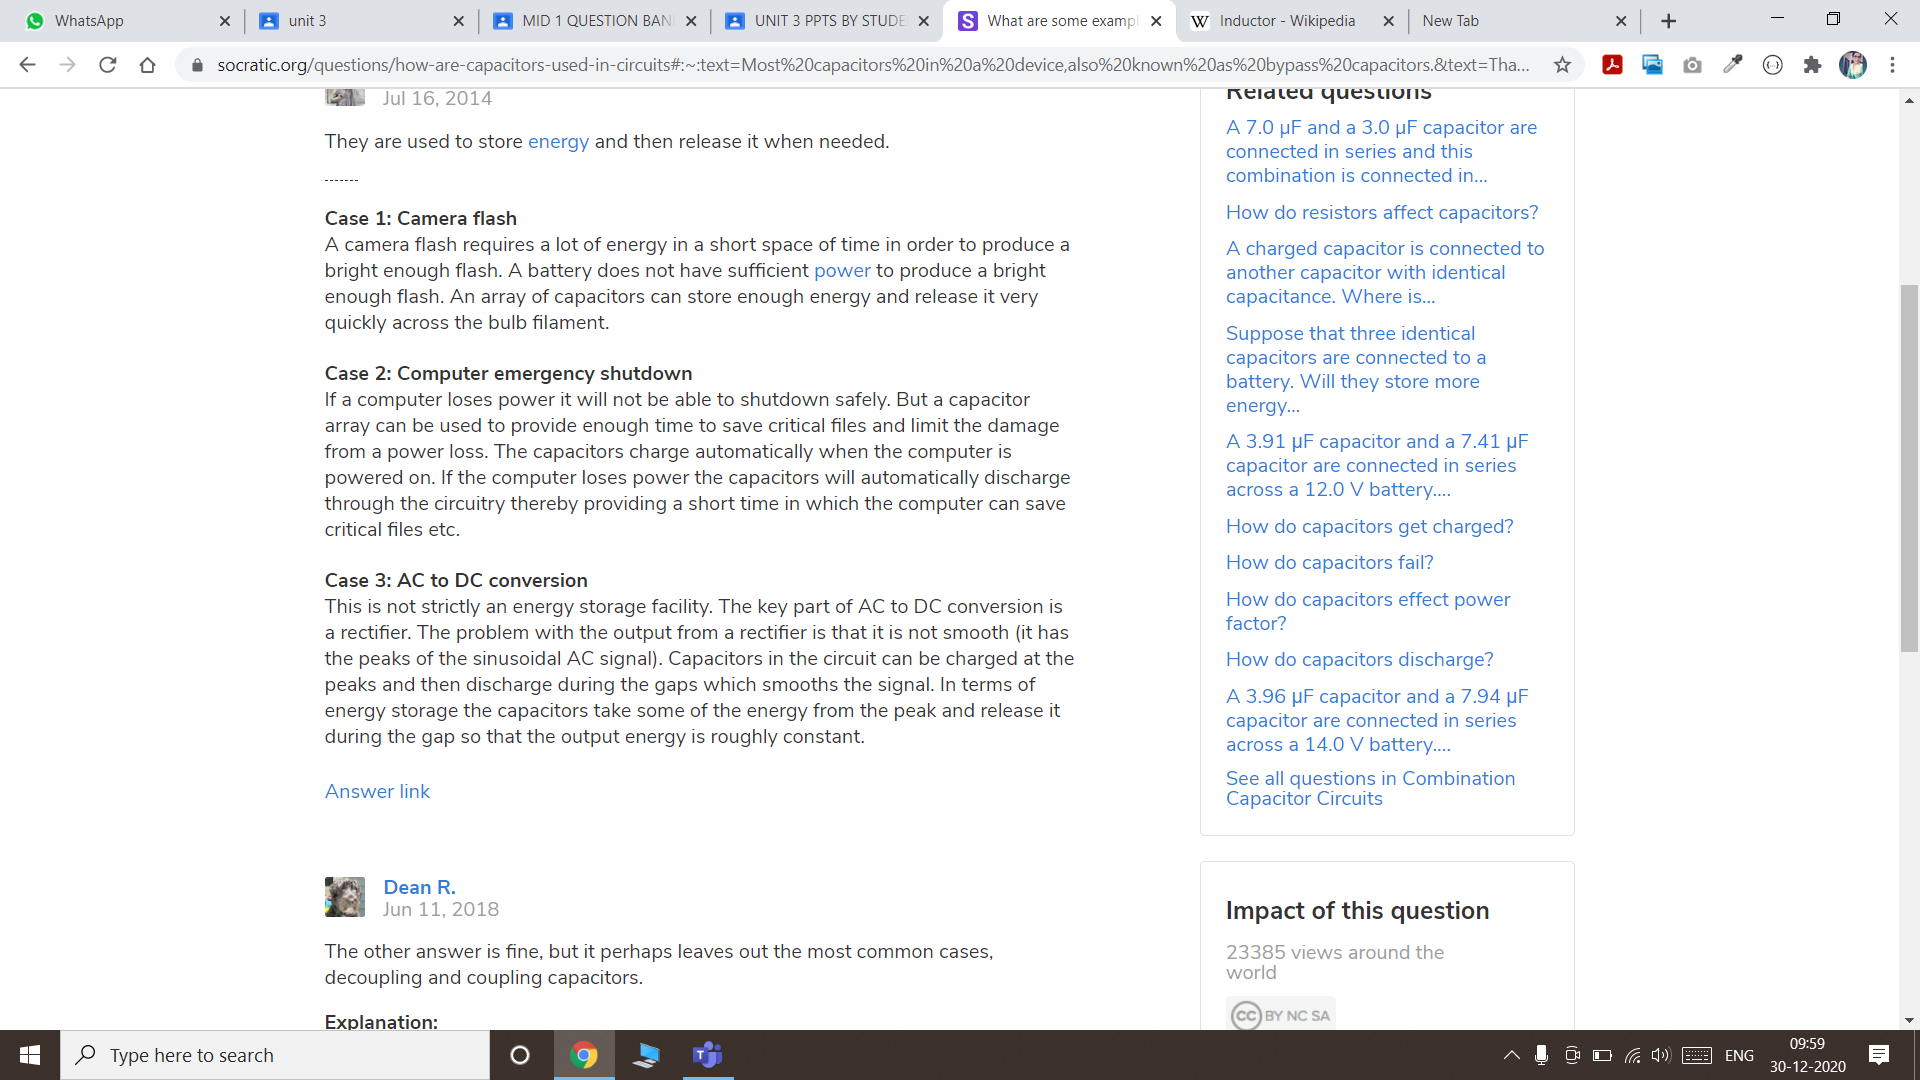 WhatsApp
unit 3
MID 1 QUESTION BAN
UNIT 3 PPTS BY STUDE
What are some exampl
Inductor - Wikipedia
New Tab
socratic.org/questions/how-are-capacitors-used-in-circuits#:~:text=Most%20capacitors%20in%20a%20device,also%20known%20as%20bypass%20capacitors.&text=Tha...
Jul 16, 2014
They are used to store energy and then release it when needed.
-------
Case 1: Camera flash
A camera flash requires a lot of energy in a short space of time in order to produce a
bright enough flash. A battery does not have sufficient power to produce a bright
enough flash. An array of capacitors can store enough energy and release it very
quickly across the bulb filament.
Case 2: Computer emergency shutdown
If a computer loses power it will not be able to shutdown safely. But a capacitor
array can be used to provide enough time to save critical files and limit the damage
from a power loss. The capacitors charge automatically when the computer is
powered on. If the computer loses power the capacitors will automatically discharge
through the circuitry thereby providing a short time in which the computer can save
critical files etc.
Case 3: AC to DC conversion
This is not strictly an energy storage facility. The key part of AC to DC conversion is
a rectifier. The problem with the output from a rectifier is that it is not smooth (it has
the peaks of the sinusoidal AC signal). Capacitors in the circuit can be charged at the
peaks and then discharge during the gaps which smooths the signal. In terms of
energy storage the capacitors take some of the energy from the peak and release it
during the gap so that the output energy is roughly constant.
Answer link
Dean R.
Jun 11, 2018
The other answer is fine, but it perhaps leaves out the most common cases,
decoupling and coupling capacitors.
Explanation:
Related questions
A 7.0 μF and a 3.0 μF capacitor are
connected in series and this
combination is connected in...
How do resistors affect capacitors?
A charged capacitor is connected to
another capacitor with identical
capacitance. Where is...
Suppose that three identical
capacitors are connected to a
battery. Will they store more
energy...
A 3.91 μF capacitor and a 7.41 μF
capacitor are connected in series
across a 12.0 V battery....
How do capacitors get charged?
How do capacitors fail?
How do capacitors effect power
factor?
How do capacitors discharge?
A 3.96 μF capacitor and a 7.94 μF
capacitor are connected in series
across a 14.0 V battery....
See all questions in Combination
Capacitor Circuits
Impact of this question
23385 views around the
world
CC BY NC SA
Type here to search
ENG
09:59
30-12-2020